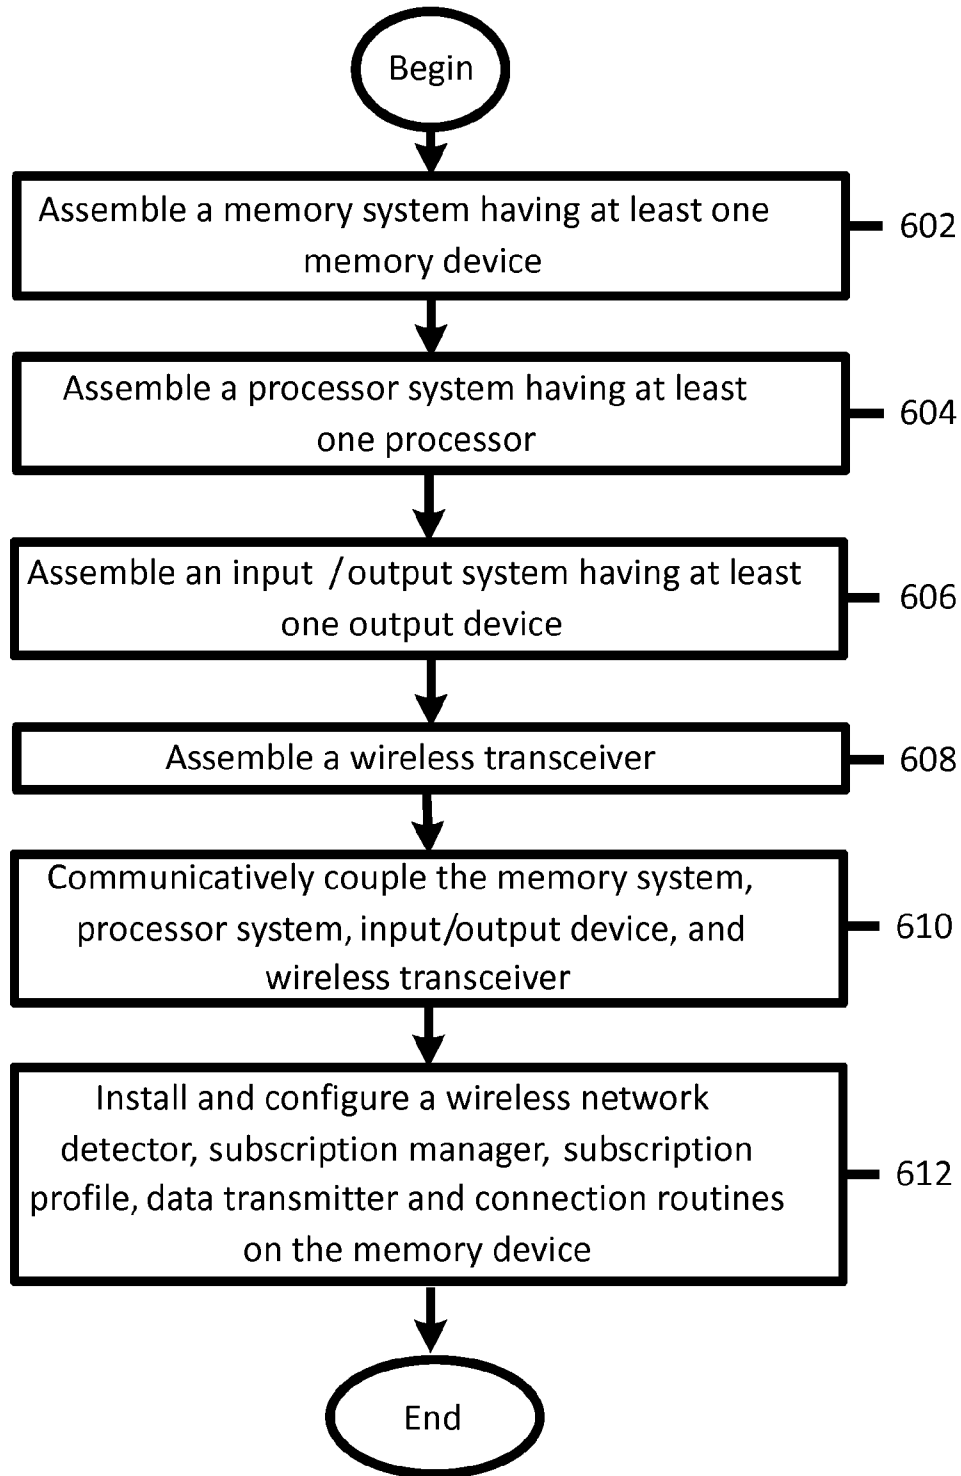 Begin
Assemble a memory system having at least one
memory device
602
Assemble a processor system having at least
one processor
604
Assemble an input /output system having at least
one output device
606
Assemble a wireless transceiver
608
Communicatively couple the memory system,
processor system, input/output device, and
wireless transceiver
610
Install and configure a wireless network
detector, subscription manager, subscription
profile, data transmitter and connection routines
on the memory device
612
End